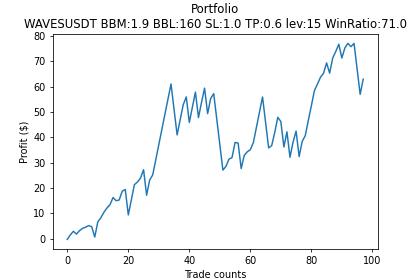 Portfolio
WAVESUSDT BBM:1.9 BBL:160 SL:1.0 TP:0.6 lev:15 WinRatio:71.0
Profit ($)
80
70
60
50
40
30
20
10
0
0 20 40 60 80 100
Trade counts